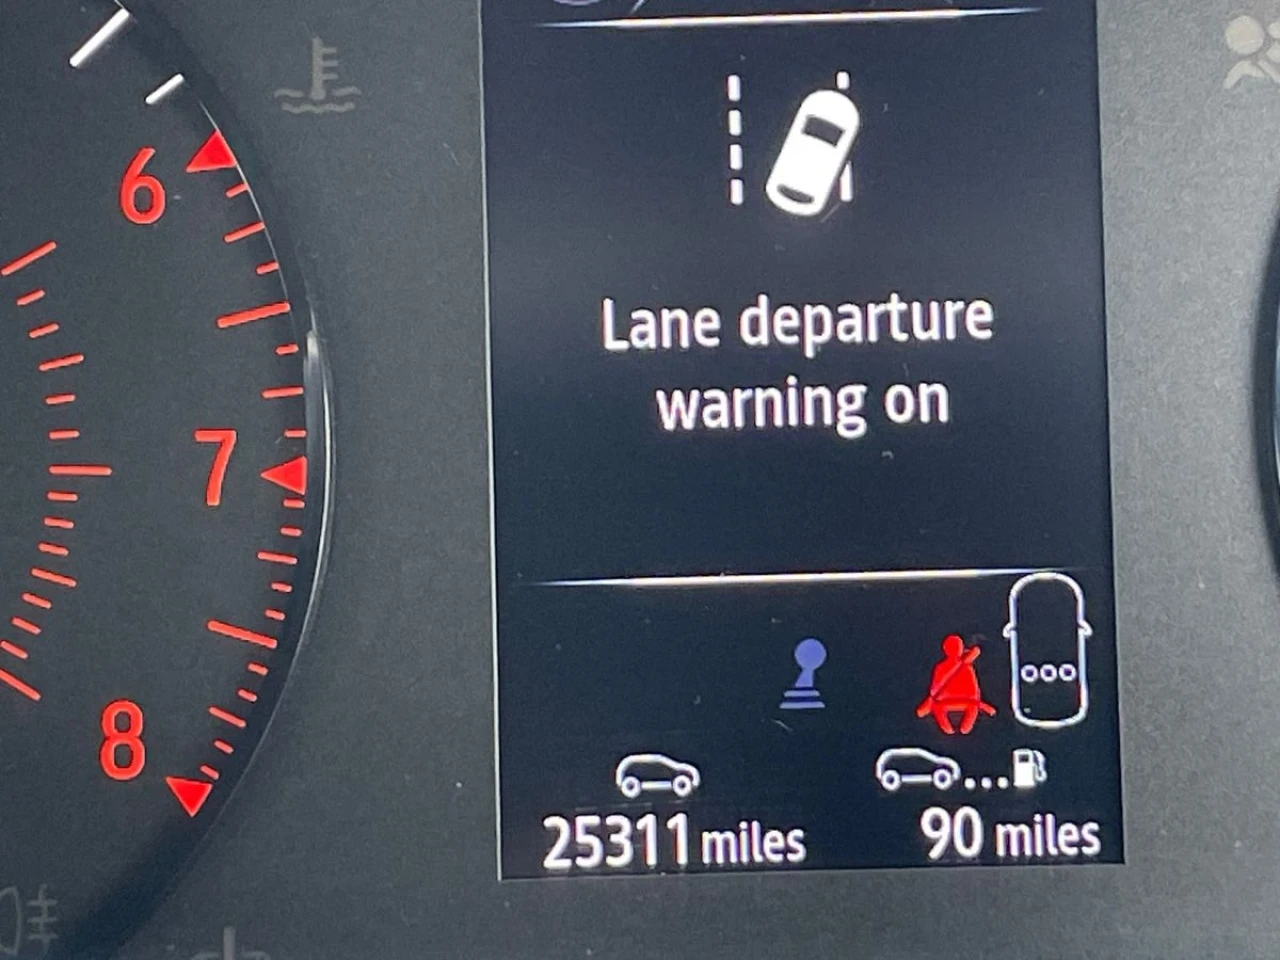 6
7
8
Lane departure
warning on
25311 miles
90 miles